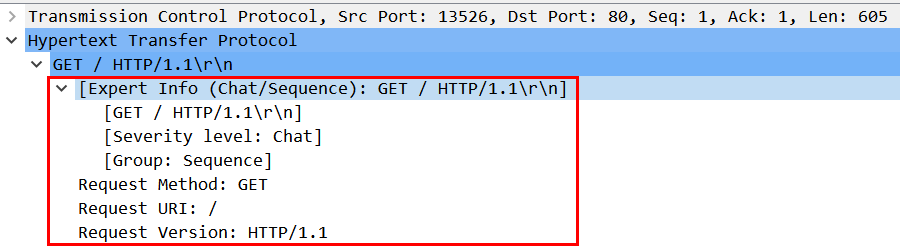 Transmission Control Protocol, Src Port: 13526, Dst Port: 80, Seq: 1, Ack: 1, Len: 605
Hypertext Transfer Protocol
GET / HTTP/1.1\r\n
[Expert Info (Chat/Sequence): GET / HTTP/1.1\r\n]
[GET / HTTP/1.1\r\n]
[Severity level: Chat]
[Group: Sequence]
Request Method: GET
Request URI: /
Request Version: HTTP/1.1